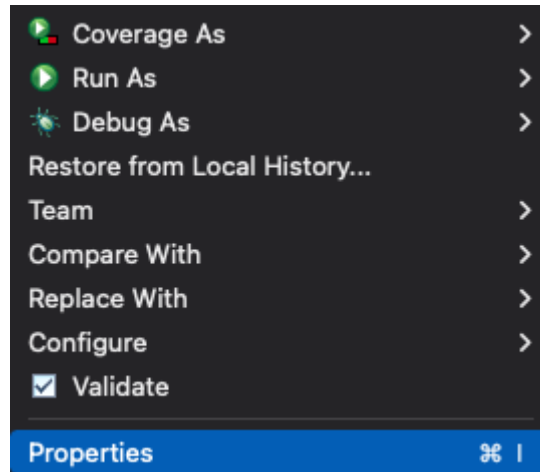 Coverage As
Run As
Debug As
Restore from Local History...
Team
Compare With
Replace With
Configure
Validate
Properties ⌘ I